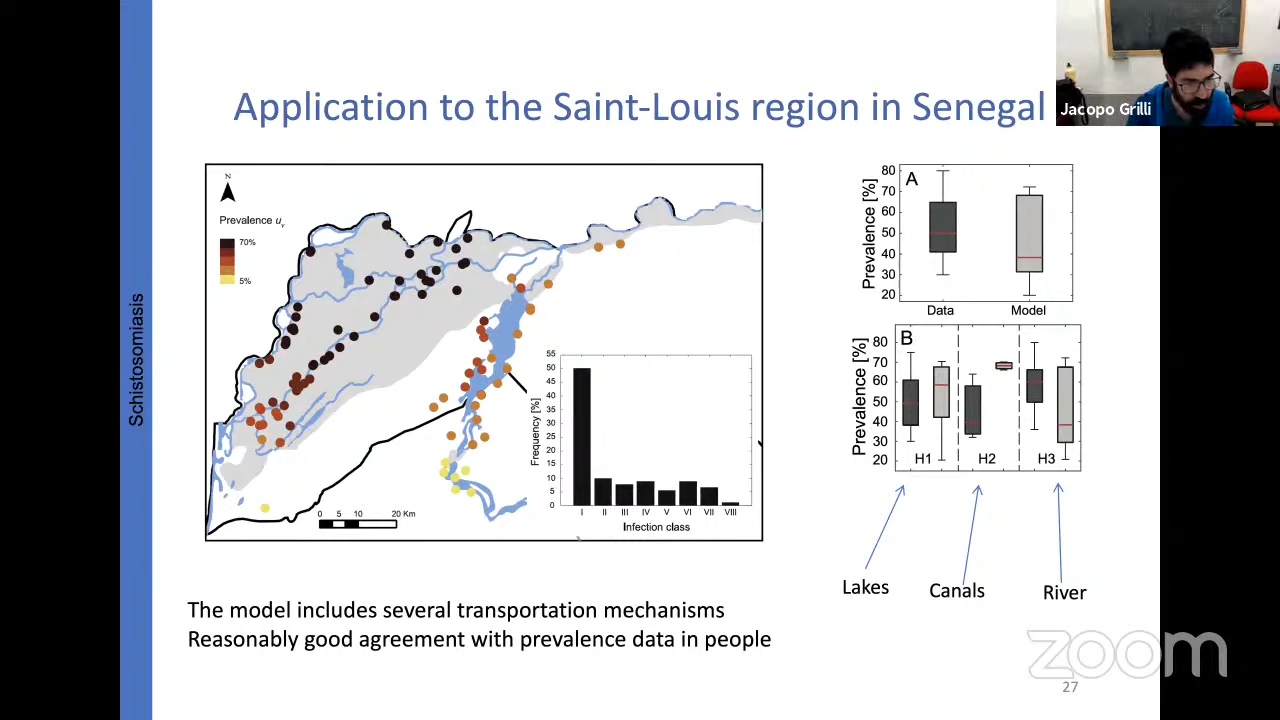 Application to the Saint-Louis region in Senegal
Jacopo Grilli
Schistosomiasis
N
Prevalence uv
70%
5%
0 5 10 20 Km
55
50
45
40
35
30
25
20
15
10
5
0
Frequency [%]
I II III IV V VI VII VIII
Infection class
A
Prevalence [%]
80
70
60
50
40
30
20
Data Model
B
Prevalence [%]
80
70
60
50
40
30
20
H1 H2 H3
Lakes Canals River
The model includes several transportation mechanisms
Reasonably good agreement with prevalence data in people
zoom
27